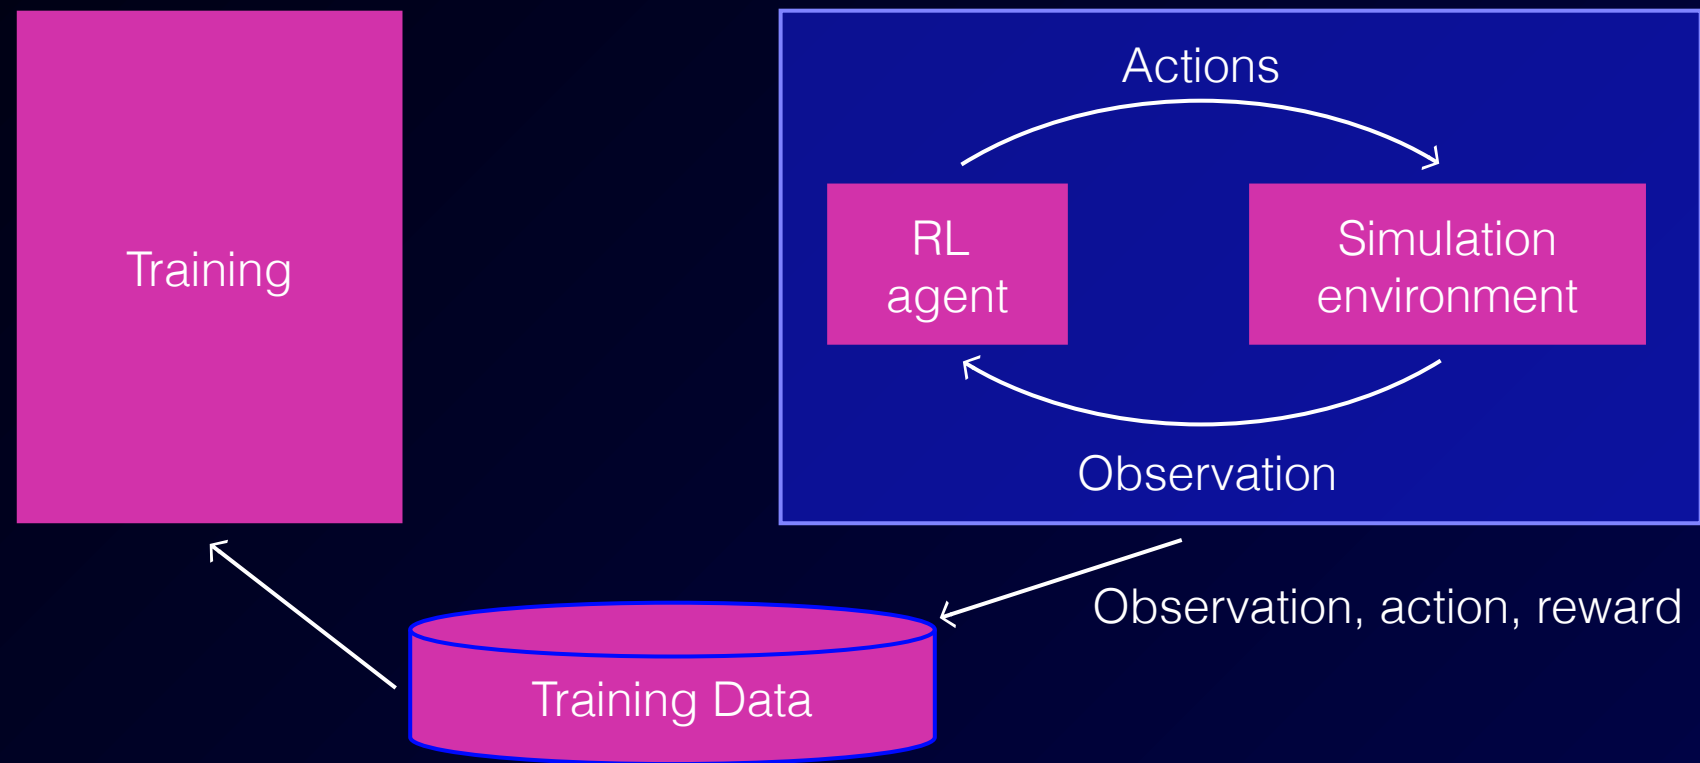 Training
Actions
RL
agent
Simulation
environment
Observation
Observation, action, reward
Training Data